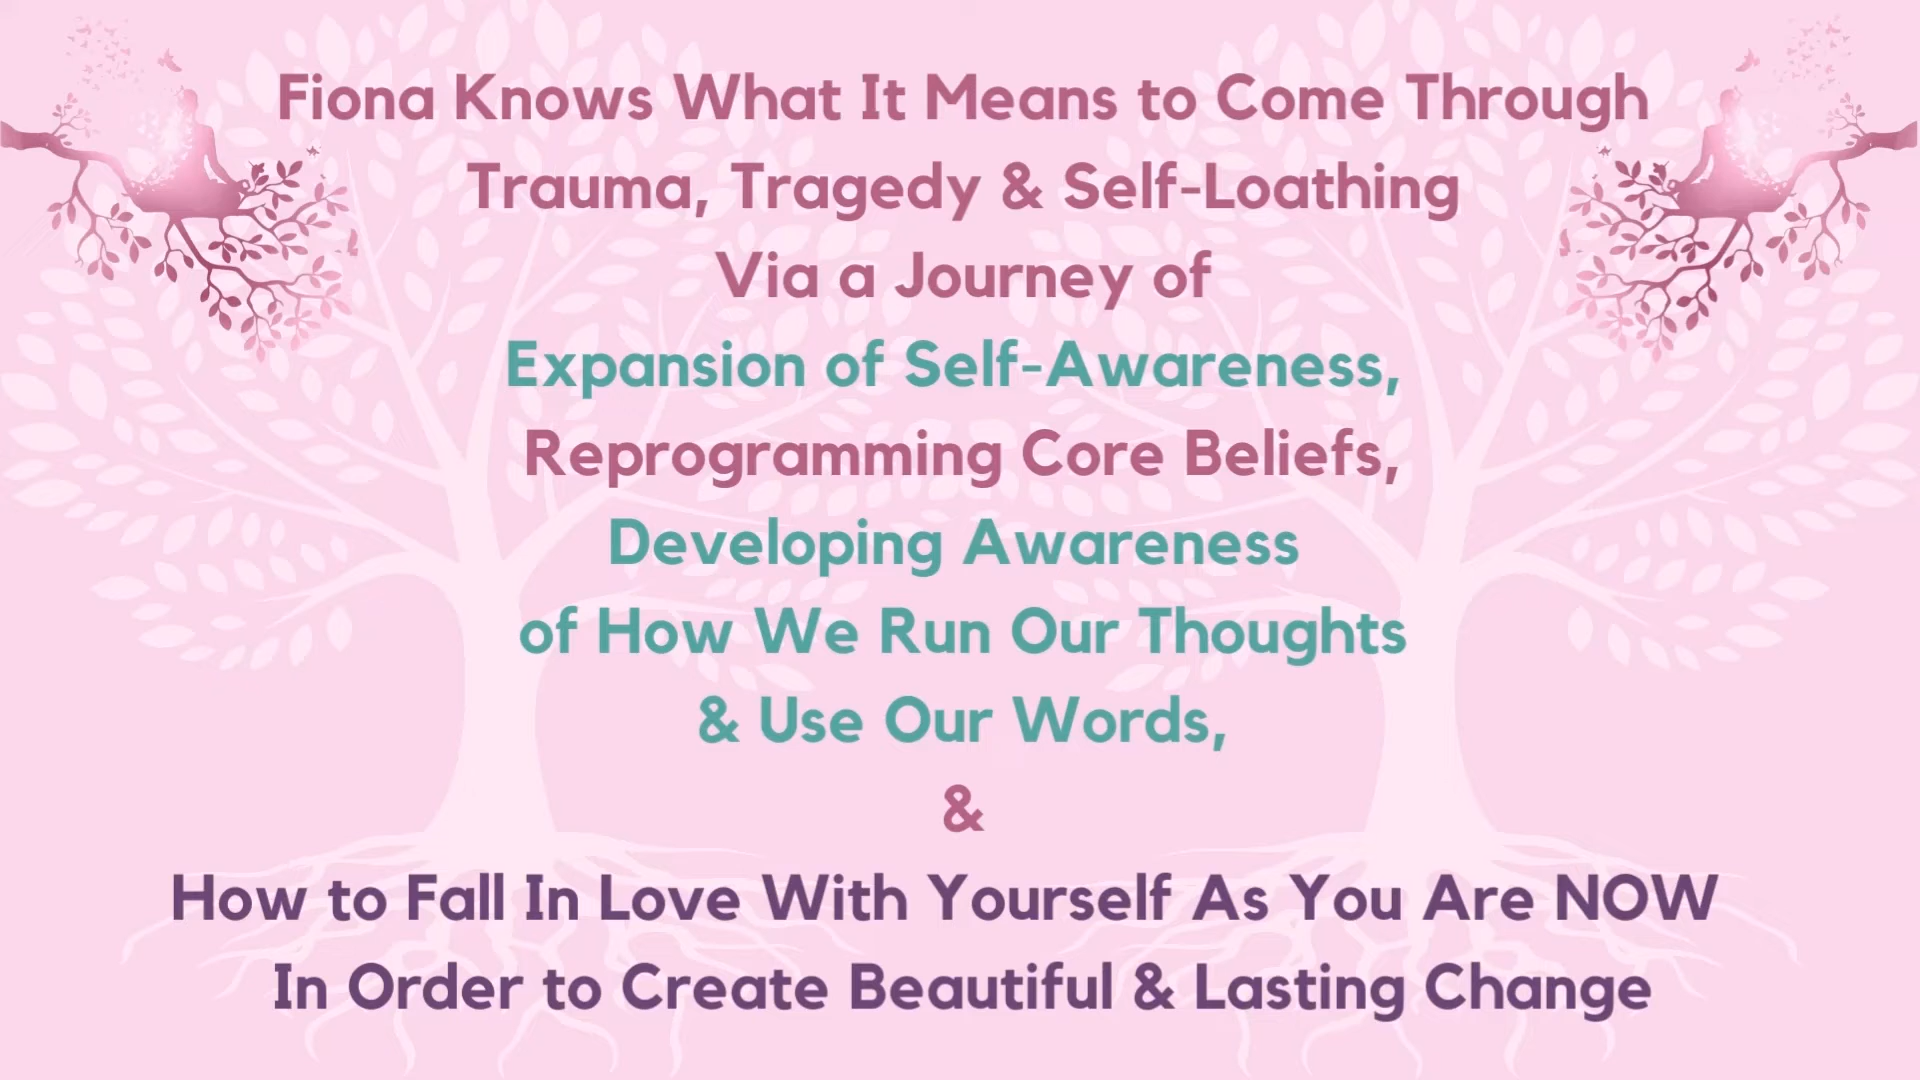 Fiona Knows What It Means to Come Through
Trauma, Tragedy & Self-Loathing
Via a Journey of
Expansion of Self-Awareness,
Reprogramming Core Beliefs,
Developing Awareness
of How We Run Our Thoughts
& Use Our Words,
&
How to Fall In Love With Yourself As You Are NOW
In Order to Create Beautiful & Lasting Change